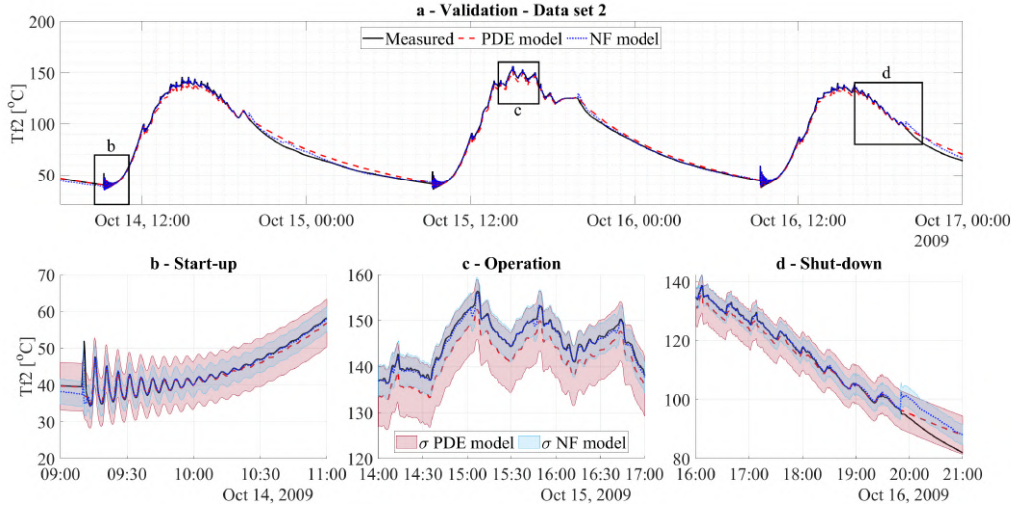 a - Validation - Data set 2
Measured PDE model NF model
Tf2 [°C]
200
150
100
50
b
c
d
Oct 14, 12:00 Oct 15, 00:00 Oct 15, 12:00 Oct 16, 00:00 Oct 16, 12:00 Oct 17, 00:00
2009
b - Start-up
Tf2 [°C]
70
60
50
40
30
20
09:00 09:30 10:00 10:30 11:00
Oct 14, 2009
c - Operation
160
150
140
130
120
σ PDE model σ NF model
14:00 14:30 15:00 15:30 16:00 16:30 17:00
Oct 15, 2009
d - Shut-down
140
120
100
80
16:00 17:00 18:00 19:00 20:00 21:00
Oct 16, 2009